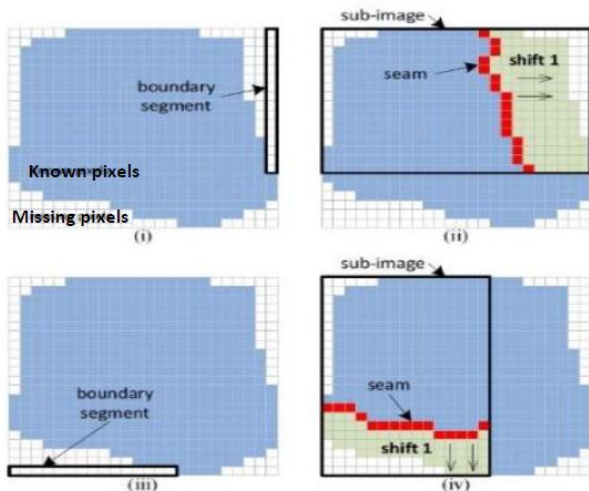 boundary
segment
Known pixels
Missing pixels
(i)
sub-image
shift 1
seam
(ii)
boundary
segment
(iii)
sub-image
seam
shift 1
(iv)